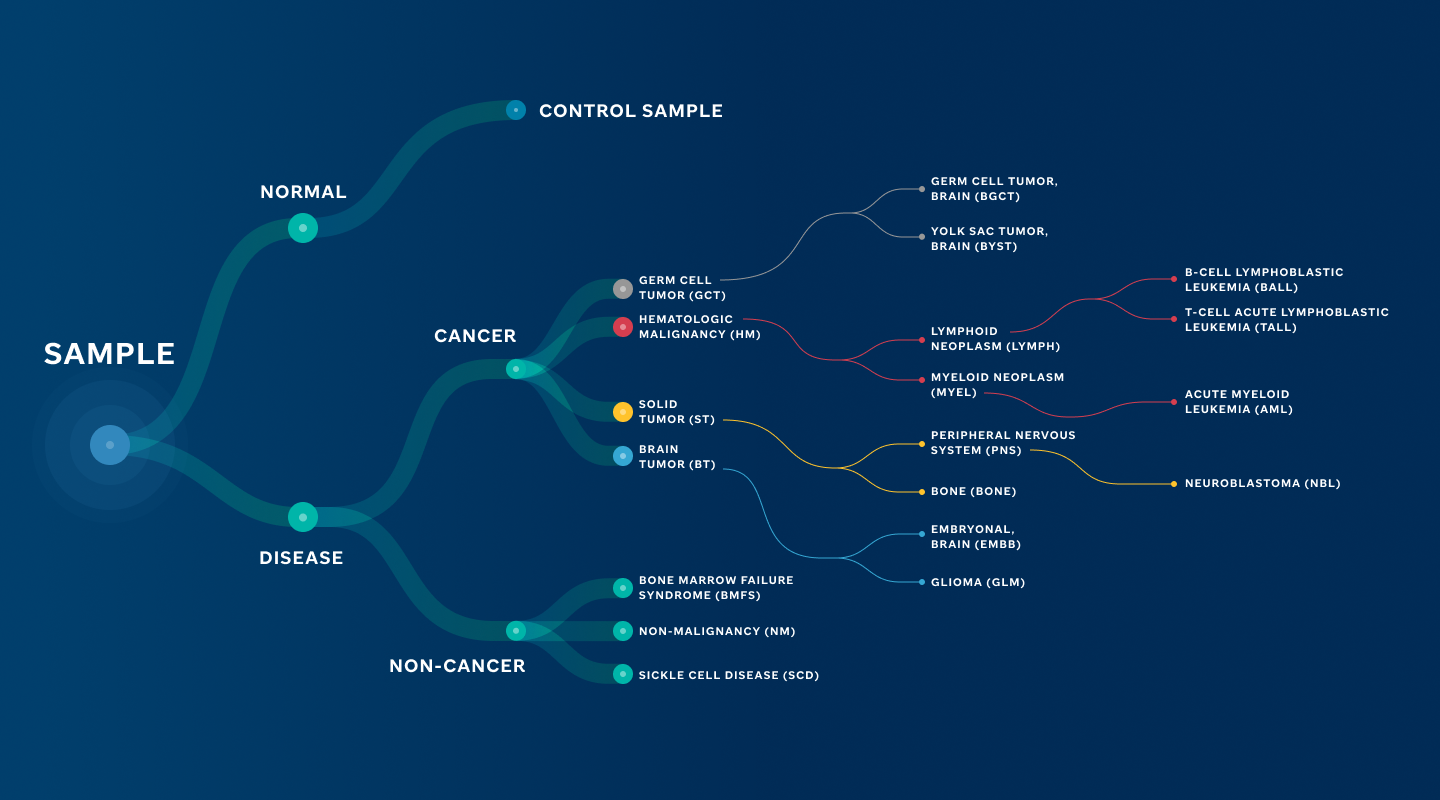 CONTROL SAMPLE
NORMAL
SAMPLE
DISEASE
CANCER
NON-CANCER
GERM CELL
TUMOR (GCT)
HEMATOLOGIC
MALIGNANCY (HM)
SOLID
TUMOR (ST)
BRAIN
TUMOR (BT)
BONE MARROW FAILURE
SYNDROME (BMFS)
NON-MALIGNANCY (NM)
SICKLE CELL DISEASE (SCD)
GERM CELL TUMOR,
BRAIN (BGCT)
YOLK SAC TUMOR,
BRAIN (BYST)
LYMPHOID
NEOPLASM (LYMPH)
MYELOID NEOPLASM
(MYEL)
PERIPHERAL NERVOUS
SYSTEM (PNS)
BONE (BONE)
EMBRYONAL,
BRAIN (EMBB)
GLIOMA (GLM)
B-CELL LYMPHOBLASTIC
LEUKEMIA (BALL)
T-CELL ACUTE LYMPHOBLASTIC
LEUKEMIA (TALL)
ACUTE MYELOID
LEUKEMIA (AML)
NEUROBLASTOMA (NBL)